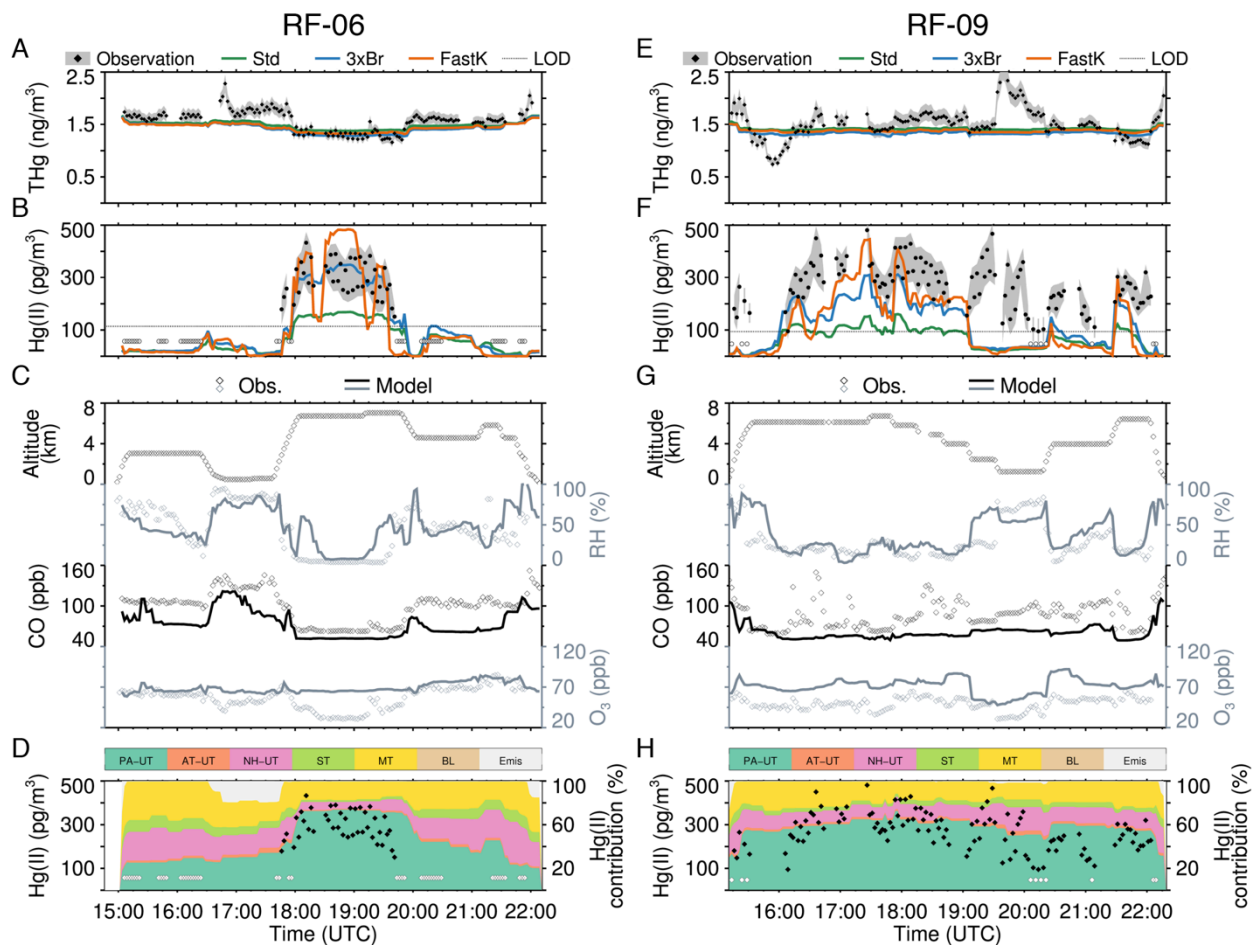 RF-06
RF-09
A
Observation Std 3xBr FastK LOD
THg (ng/m³)
2.5
1.5
0.5
B
Hg(II) (pg/m³)
500
300
100
C
Obs. Model
Altitude
(km)
8
4
0
100
50
0
RH (%)
CO (ppb)
160
100
40
120
70
20
O₃ (ppb)
D
PA−UT AT−UT NH−UT ST MT BL Emis
Hg(II) (pg/m³)
500
300
100
100
80
60
40
20
Hg(II)
contribution (%)
15:00 16:00 17:00 18:00 19:00 20:00 21:00 22:00
Time (UTC)
E
Observation Std 3xBr FastK LOD
THg (ng/m³)
2.5
1.5
0.5
F
Hg(II) (pg/m³)
500
300
100
G
Obs. Model
Altitude
(km)
8
4
0
100
50
0
RH (%)
CO (ppb)
160
100
40
120
70
20
O₃ (ppb)
H
PA−UT AT−UT NH−UT ST MT BL Emis
Hg(II) (pg/m³)
500
300
100
100
80
60
40
20
Hg(II)
contribution (%)
16:00 17:00 18:00 19:00 20:00 21:00 22:00
Time (UTC)